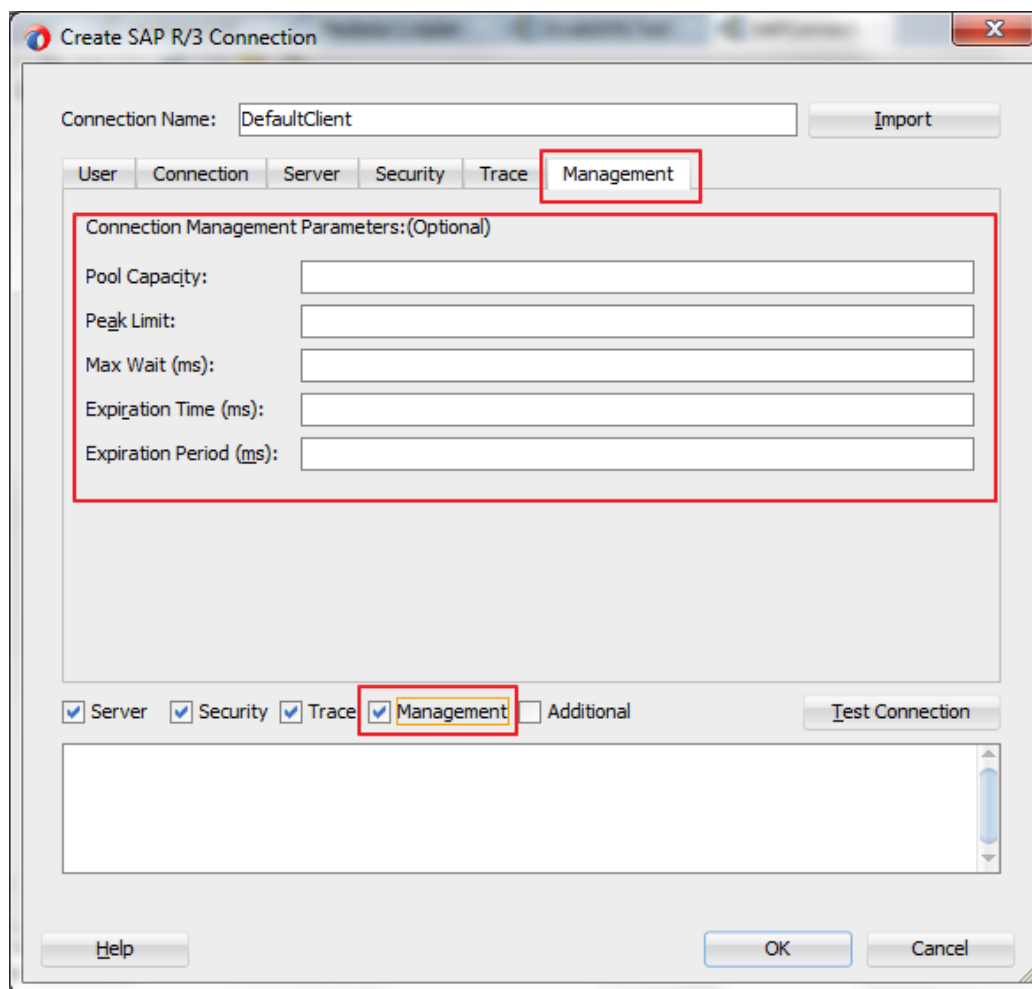 Create SAP R/3 Connection
Connection Name: DefaultClient Import
User Connection Server Security Trace Management
Connection Management Parameters:(Optional)
Pool Capacity:
Peak Limit:
Max Wait (ms):
Expiration Time (ms):
Expiration Period (ms):
Server Security Trace Management Additional Test Connection
Help OK Cancel